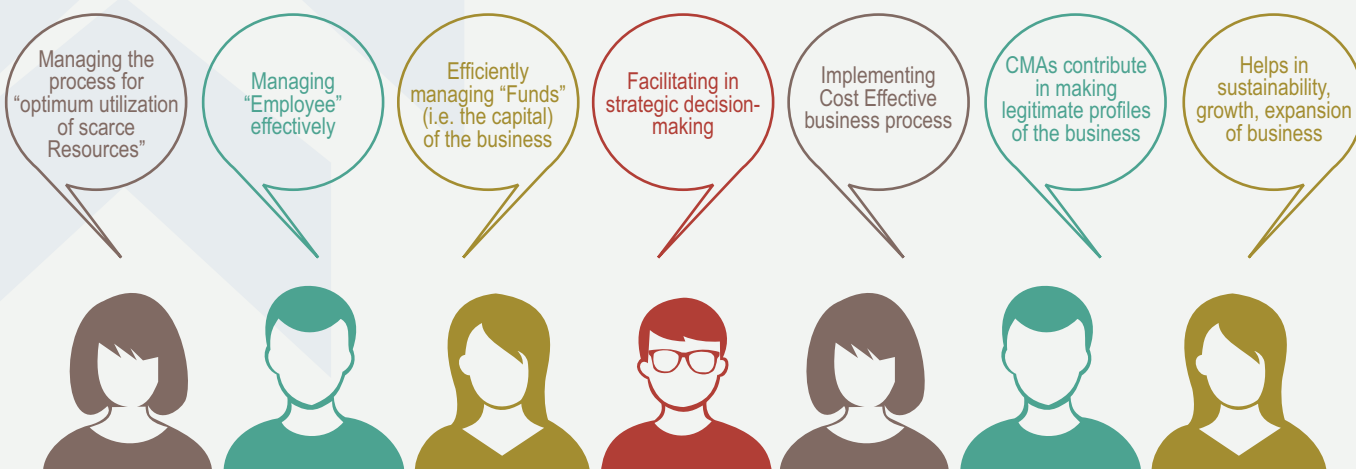 Managing the
process for
“optimum utilization
of scarce
Resources”
Managing
“Employee”
effectively
Efficiently
managing “Funds”
(i.e. the capital)
of the business
Facilitating in
strategic decision-
making
Implementing
Cost Effective
business process
CMAs contribute
in making
legitimate profiles
of the business
Helps in
sustainability,
growth, expansion
of business